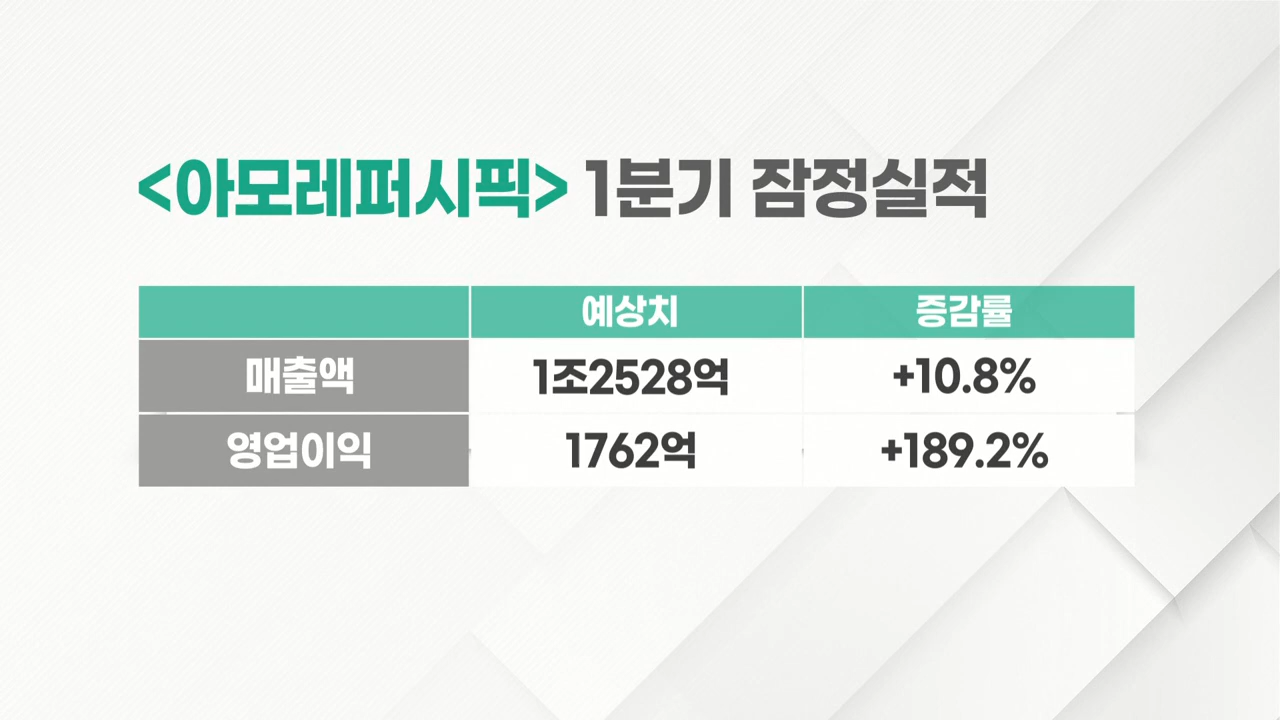 <아모레퍼시픽> 1분기 잠정실적
예상치 증감률
매출액 1조2528억 +10.8%
영업이익 1762억 +189.2%